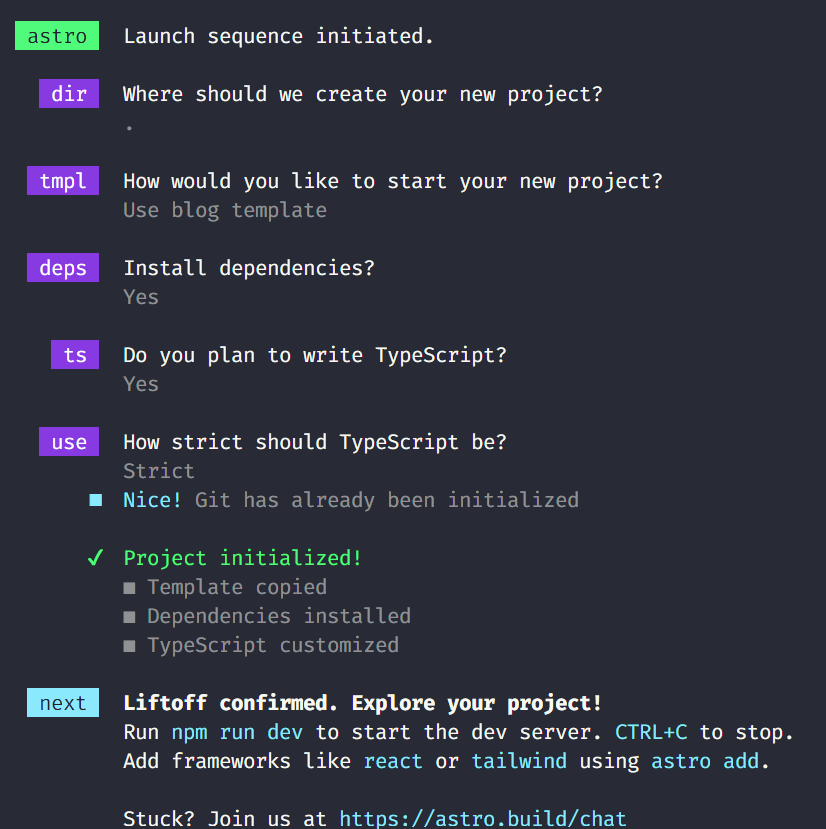 astro Launch sequence initiated.
dir Where should we create your new project?
.
tmpl How would you like to start your new project?
Use blog template
deps Install dependencies?
Yes
ts Do you plan to write TypeScript?
Yes
use How strict should TypeScript be?
Strict
■ Nice! Git has already been initialized
✓ Project initialized!
■ Template copied
■ Dependencies installed
■ TypeScript customized
next Liftoff confirmed. Explore your project!
Run npm run dev to start the dev server. CTRL+C to stop.
Add frameworks like react or tailwind using astro add.
Stuck? Join us at https://astro.build/chat